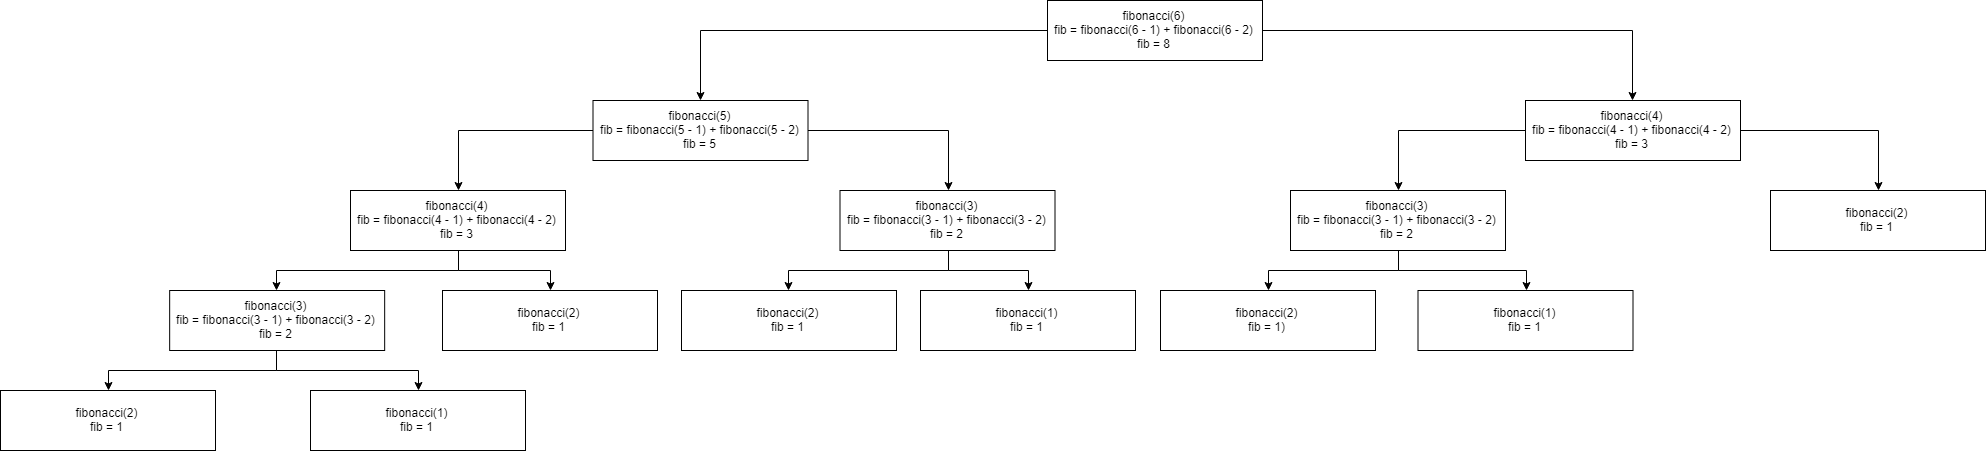 fibonacci(6)
fib = fibonacci(6 - 1) + fibonacci(6 - 2)
fib = 8
fibonacci(5)
fib = fibonacci(5 - 1) + fibonacci(5 - 2)
fib = 5
fibonacci(4)
fib = fibonacci(4 - 1) + fibonacci(4 - 2)
fib = 3
fibonacci(4)
fib = fibonacci(4 - 1) + fibonacci(4 - 2)
fib = 3
fibonacci(3)
fib = fibonacci(3 - 1) + fibonacci(3 - 2)
fib = 2
fibonacci(3)
fib = fibonacci(3 - 1) + fibonacci(3 - 2)
fib = 2
fibonacci(2)
fib = 1
fibonacci(3)
fib = fibonacci(3 - 1) + fibonacci(3 - 2)
fib = 2
fibonacci(2)
fib = 1
fibonacci(2)
fib = 1
fibonacci(1)
fib = 1
fibonacci(2)
fib = 1)
fibonacci(1)
fib = 1
fibonacci(2)
fib = 1
fibonacci(1)
fib = 1